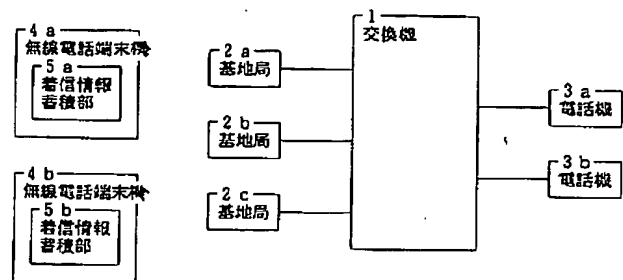 4a
無線電話端末機
5a
着信情報
蓄積部
4b
無線電話端末機
5b
着信情報
蓄積部
2a
基地局
2b
基地局
2c
基地局
1
交換機
3a
電話機
3b
電話機